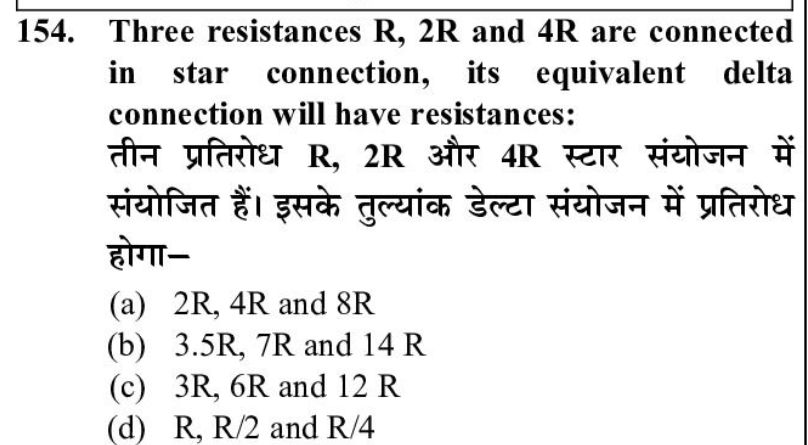 154. Three resistances R, 2R and 4R are connected
in star connection, its equivalent delta
connection will have resistances:
तीन प्रतिरोध R, 2R और 4R स्टार संयोजन में
संयोजित हैं। इसके तुल्यांक डेल्टा संयोजन में प्रतिरोध
होगा–
(a) 2R, 4R and 8R
(b) 3.5R, 7R and 14 R
(c) 3R, 6R and 12 R
(d) R, R/2 and R/4